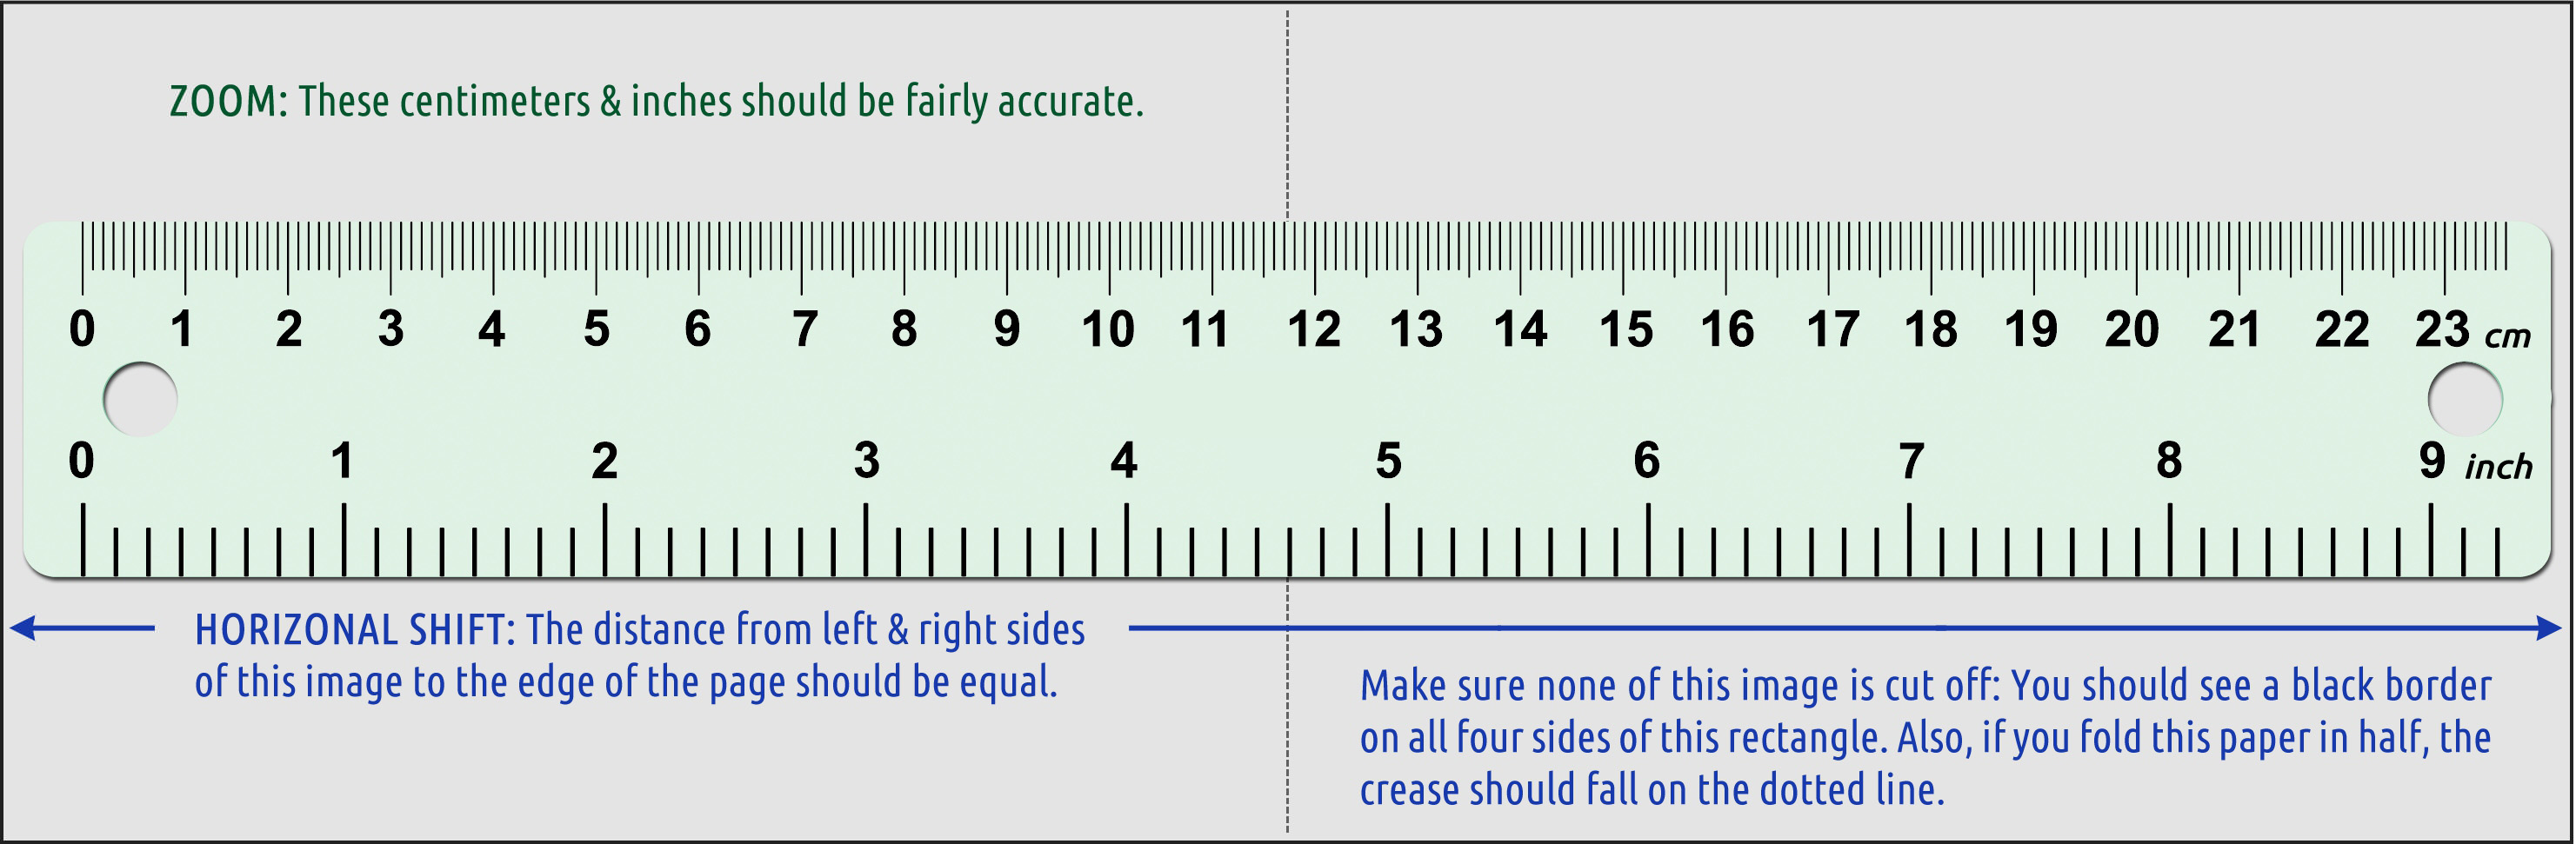 ZOOM: These centimeters & inches should be fairly accurate.
0 1 2 3 4 5 6 7 8 9 10 11 12 13 14 15 16 17 18 19 20 21 22 23 cm
0 1 2 3 4 5 6 7 8 9 inch
HORIZONAL SHIFT: The distance from left & right sides
of this image to the edge of the page should be equal.
Make sure none of this image is cut off: You should see a black border
on all four sides of this rectangle. Also, if you fold this paper in half, the
crease should fall on the dotted line.